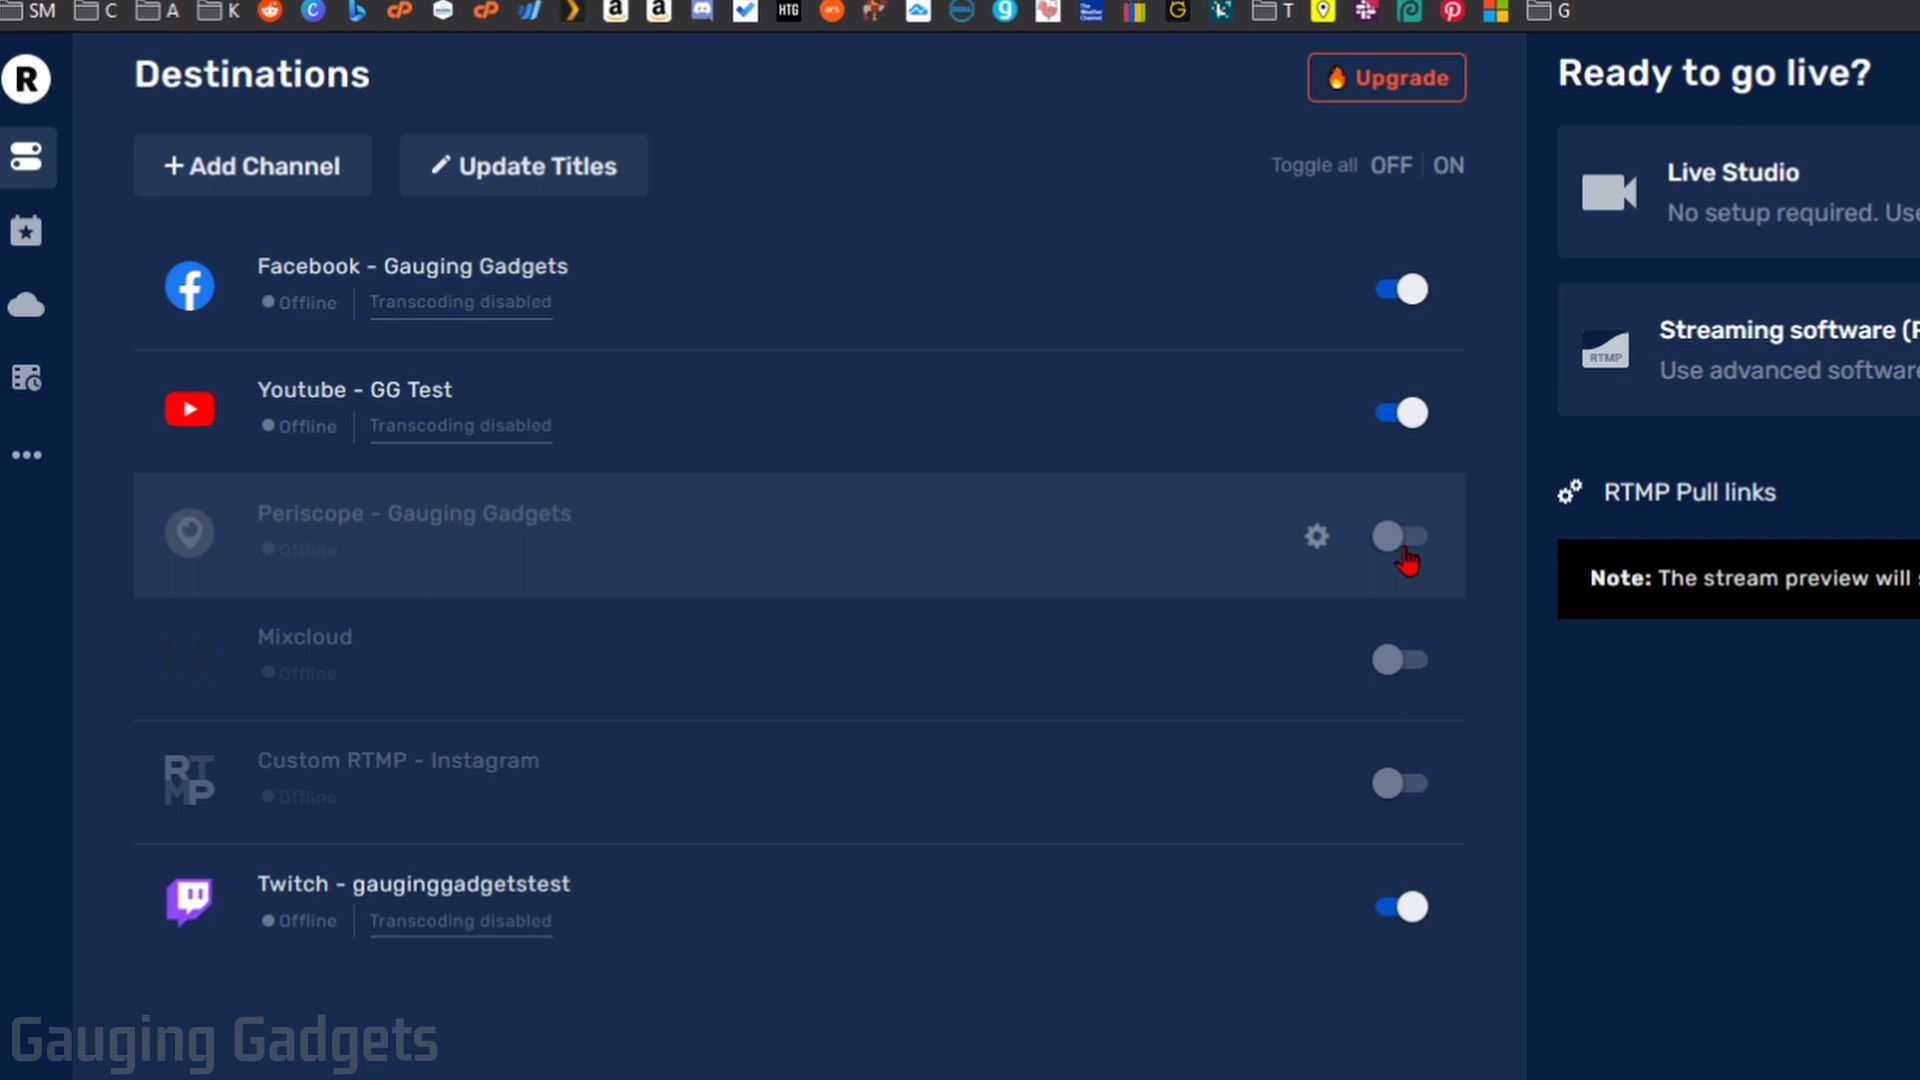 SM C A K T G
Destinations
Upgrade
+ Add Channel
Update Titles
Toggle all OFF ON
Facebook - Gauging Gadgets
Offline
Transcoding disabled
Youtube - GG Test
Offline
Transcoding disabled
Periscope - Gauging Gadgets
Offline
Mixcloud
Offline
RTMP
Custom RTMP - Instagram
Offline
Twitch - gauginggadgetstest
Offline
Transcoding disabled
Ready to go live?
Live Studio
No setup required. Use
RTMP
Streaming software (
Use advanced software
RTMP Pull links
Note: The stream preview will
Gauging Gadgets